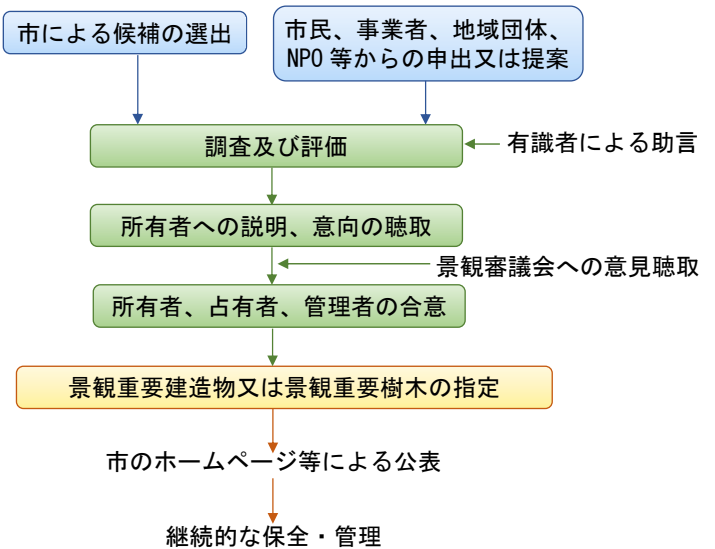 市による候補の選出
市民、事業者、地域団体、
NPO 等からの申出又は提案
調査及び評価
有識者による助言
所有者への説明、意向の聴取
景観審議会への意見聴取
所有者、占有者、管理者の合意
景観重要建造物又は景観重要樹木の指定
市のホームページ等による公表
継続的な保全・管理